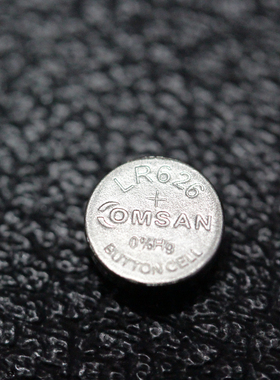 LR626
+
COMSAN
0%Hg
BUTTON CELL